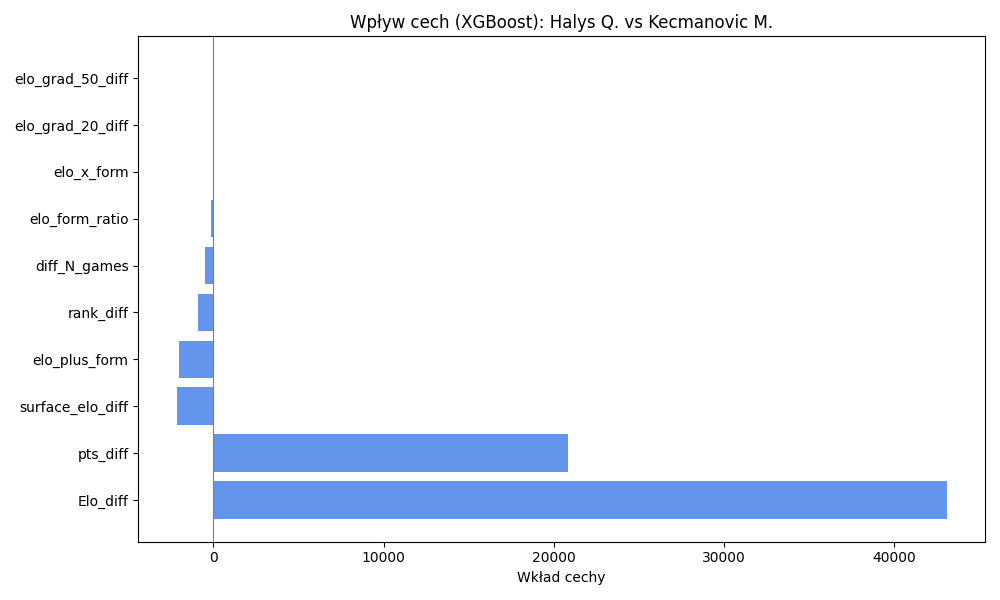 Wpływ cech (XGBoost): Halys Q. vs Kecmanovic M.
elo_grad_50_diff
elo_grad_20_diff
elo_x_form
elo_form_ratio
diff_N_games
rank_diff
elo_plus_form
surface_elo_diff
pts_diff
Elo_diff
0 10000 20000 30000 40000
Wkład cechy